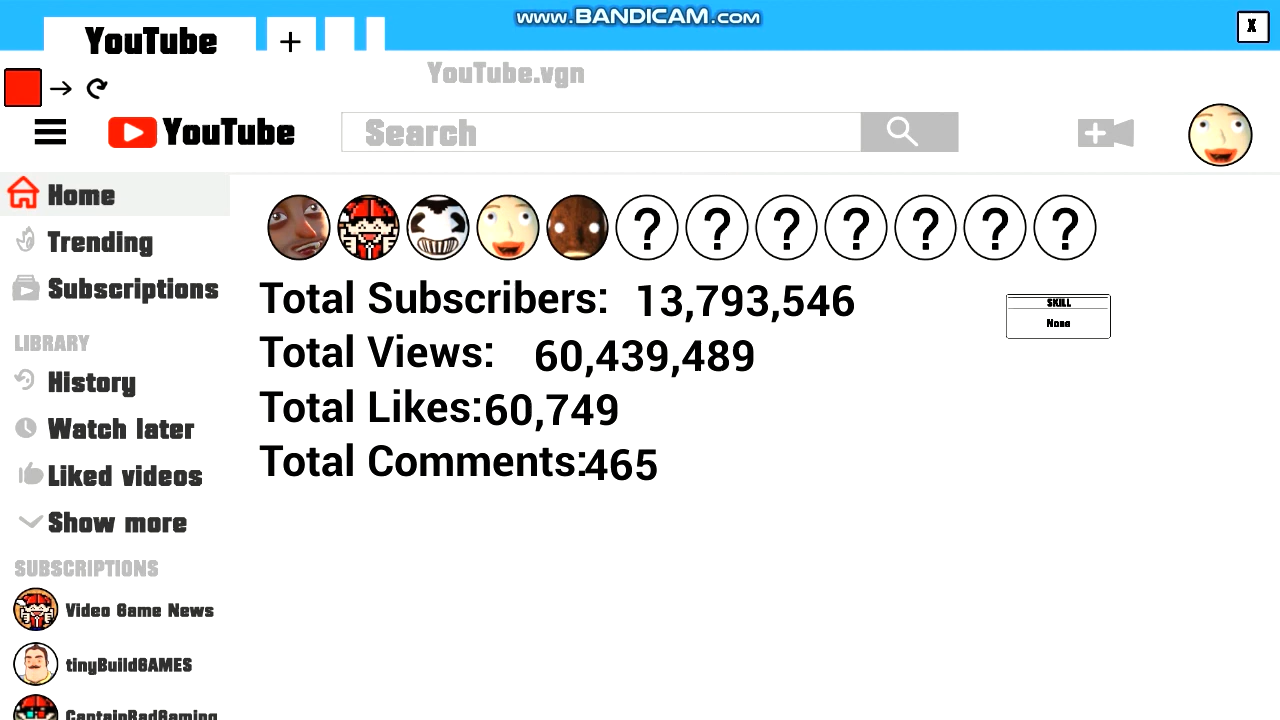 www.BANDICAM.com
YouTube
+
X
YouTube.vgn
YouTube
Search
Home
Trending
Subscriptions
LIBRARY
History
Watch later
Liked videos
Show more
SUBSCRIPTIONS
Video Game News
tinyBuildGAMES
CaptainRadGaming
? ? ? ? ? ? ?
Total Subscribers: 13,793,546
Total Views: 60,439,489
Total Likes:60,749
Total Comments:465
SKILL
None